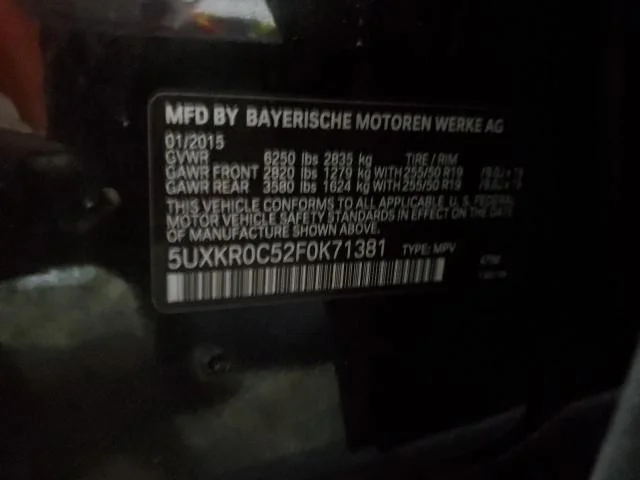 MFD BY BAYERISCHE MOTOREN WERKE AG
01/2015
GVWR 6250 lbs 2835 kg TIRE / RIM
GAWR FRONT 2820 lbs 1279 kg WITH 255/50 R19
GAWR REAR 3580 lbs 1624 kg WITH 255/50 R19
THIS VEHICLE CONFORMS TO ALL APPLICABLE U.S. FEDERAL
MOTOR VEHICLE SAFETY STANDARDS IN EFFECT ON THE DATE OF
MANUFACTURE SHOWN ABOVE.
5UXKR0C52F0K71381 TYPE: MPV